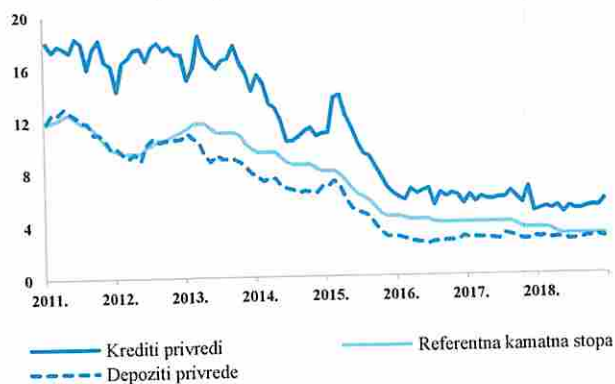 20
16
12
8
4
0
2011. 2012. 2013. 2014. 2015. 2016. 2017. 2018.
Krediti privredi
Referentna kamatna stopa
Depoziti privrede